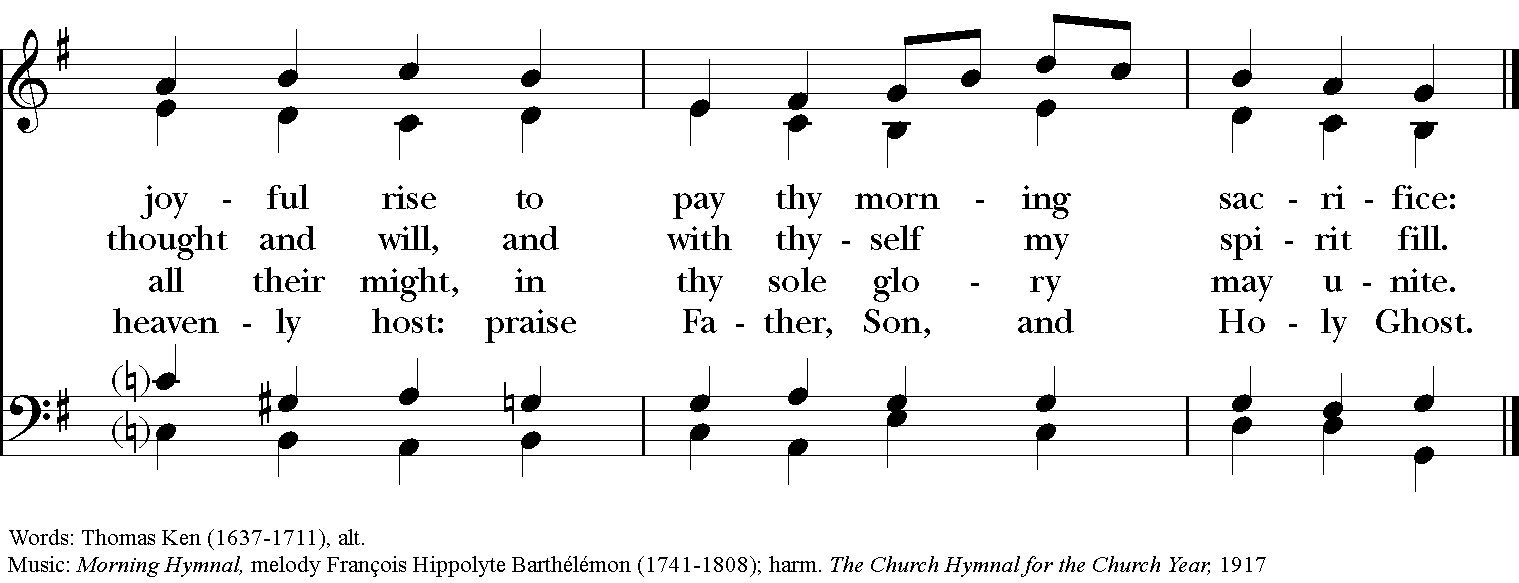 joy - ful rise to pay thy morn - ing sac - ri - fice:
thought and will, and with thy - self my spi - rit fill.
all their might, in thy sole glo - ry may u - nite.
heaven - ly host: praise Fa - ther, Son, and Ho - ly Ghost.
Words: Thomas Ken (1637-1711), alt.
Music: Morning Hymnal, melody François Hippolyte Barthélémon (1741-1808); harm. The Church Hymnal for the Church Year, 1917